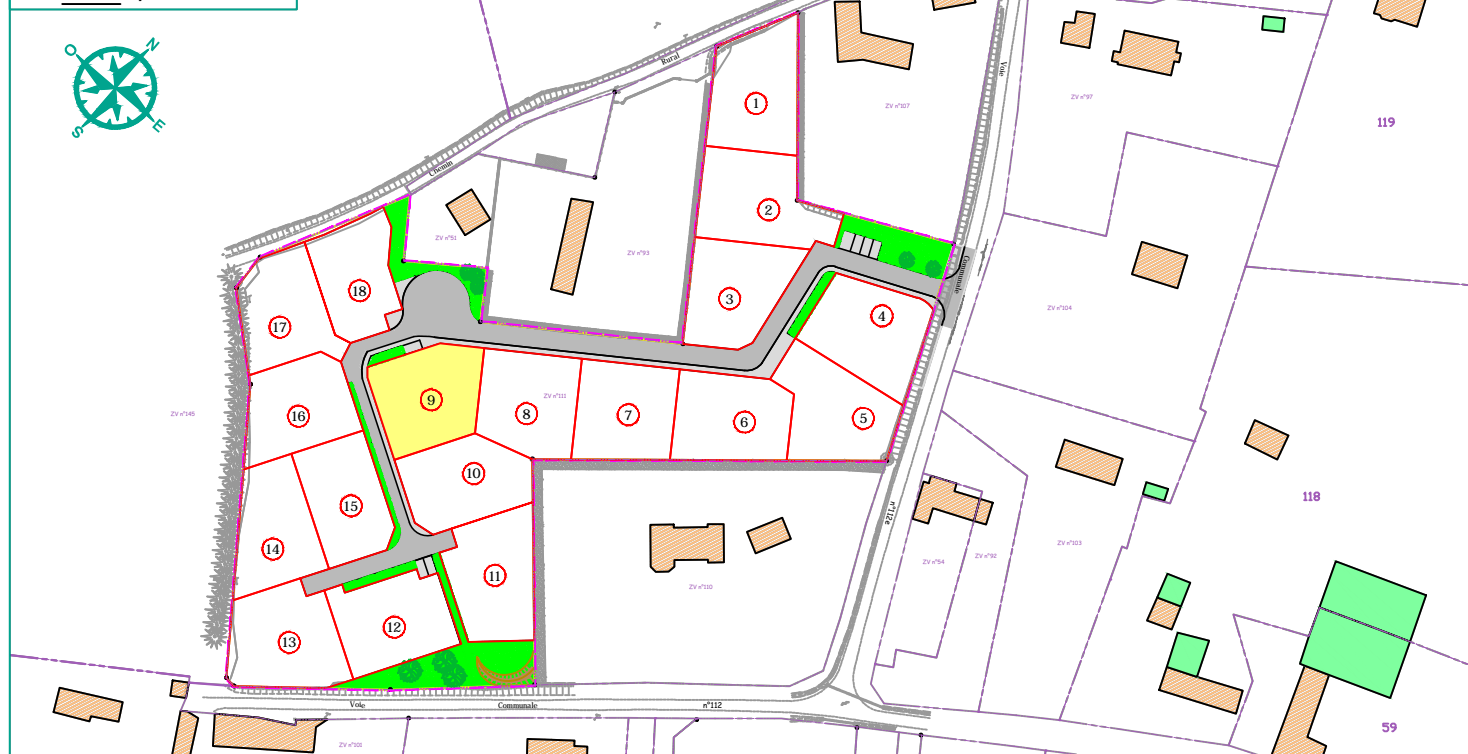 N
O
E
S
Rural
Chemin
Voie
Communale
n°112e
1
2
3
4
5
6
7
8
9
10
11
12
13
14
15
16
17
18
ZV n°107
ZV n°97
119
ZV n°51
ZV n°93
ZV n°104
ZV n°145
ZV n°111
118
ZV n°54
ZV n°92
ZV n°103
ZV n°110
59
Voie Communale n°112
ZV n°101